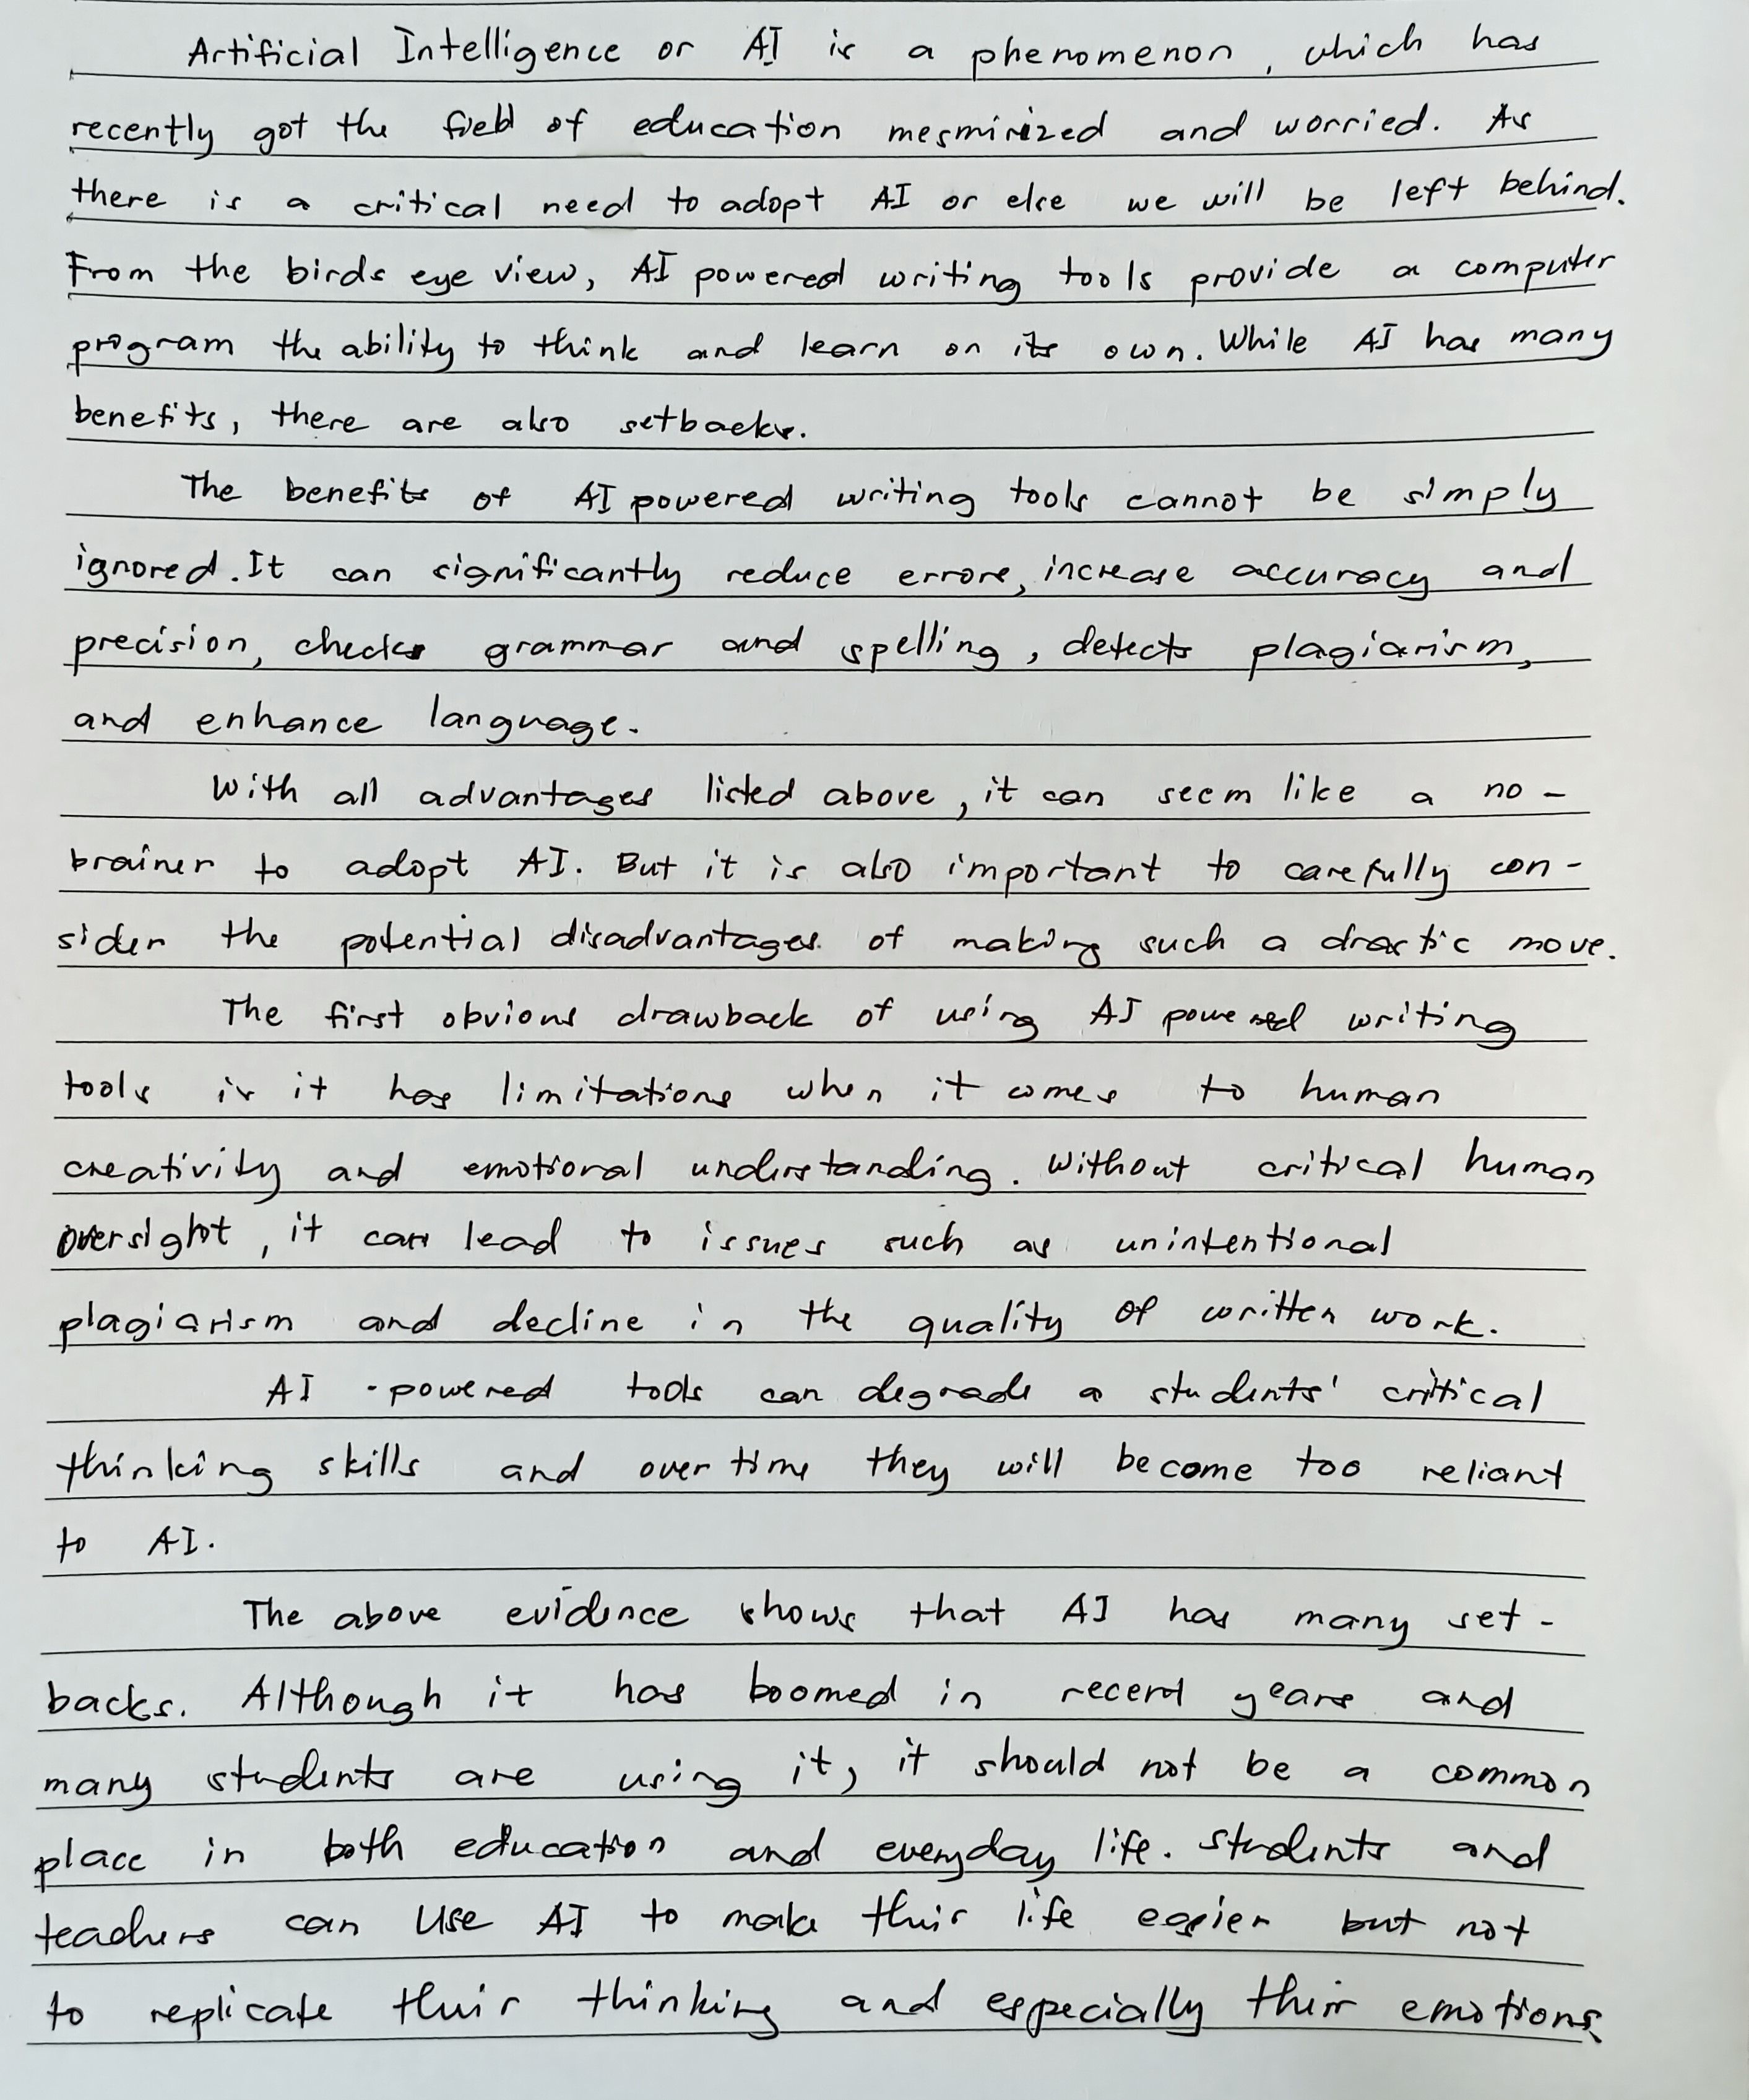 Artificial Intelligence or AI is a phenomenon, which has
recently got the field of education mesmirized and worried. As
there is a critical need to adopt AI or else we will be left behind.
From the birds eye view, AI powered writing tools provide a computer
program the ability to think and learn on its own. While AI has many
benefits, there are also setbacks.
The benefits of AI powered writing tools cannot be simply
ignored. It can significantly reduce errors, increase accuracy and
precision, checks grammar and spelling, detects plagiarism,
and enhance language.
With all advantages listed above, it can seem like a no-
brainer to adopt AI. But it is also important to carefully con-
sider the potential disadvantages of making such a drastic move.
The first obvious drawback of using AI powered writing
tools is it has limitations when it comes to human
creativity and emotional understanding. Without critical human
oversight, it can lead to issues such as unintentional
plagiarism and decline in the quality of written work.
AI-powered tools can degrade a students' critical
thinking skills and over time they will become too reliant
to AI.
The above evidence shows that AI has many set-
backs. Although it has boomed in recent years and
many students are using it, it should not be a common
place in both education and everyday life. Students and
teachers can use AI to make their life easier but not
to replicate their thinking and especially their emotions.